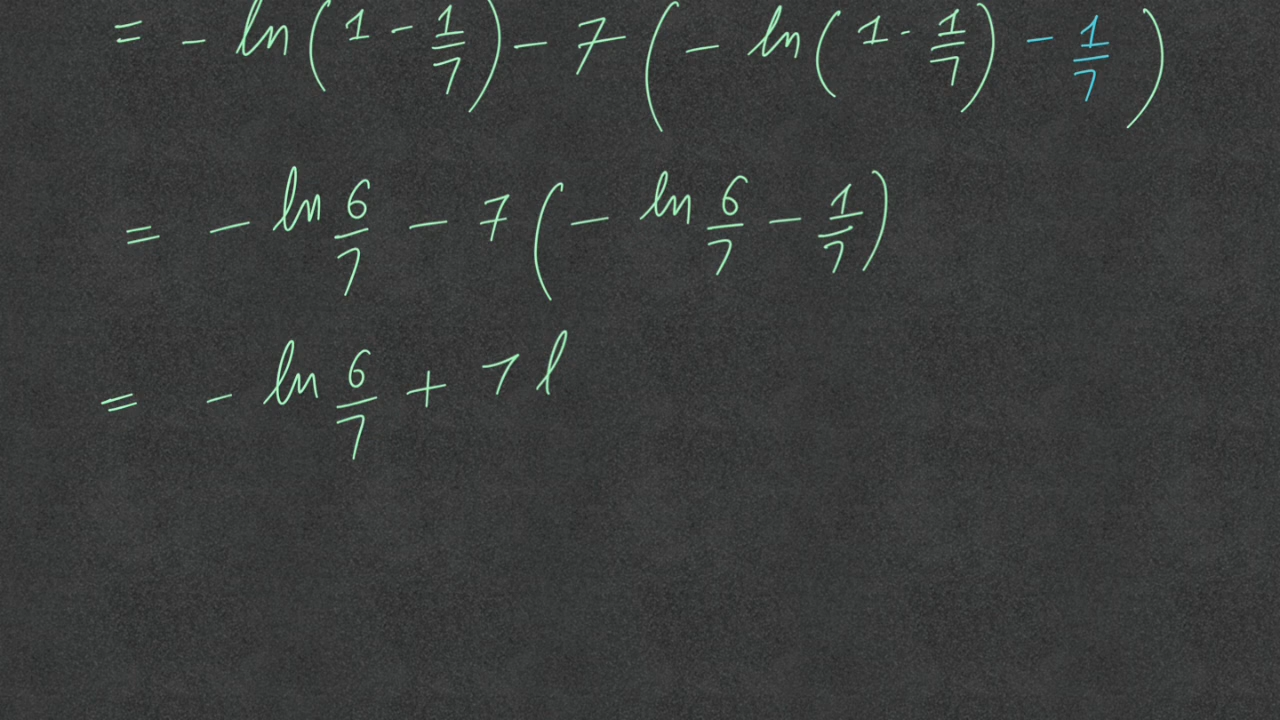 = - ln(1 - 1/7) - 7(- ln(1 - 1/7) - 1/7)
= - ln 6/7 - 7(- ln 6/7 - 1/7)
= - ln 6/7 + 7 l